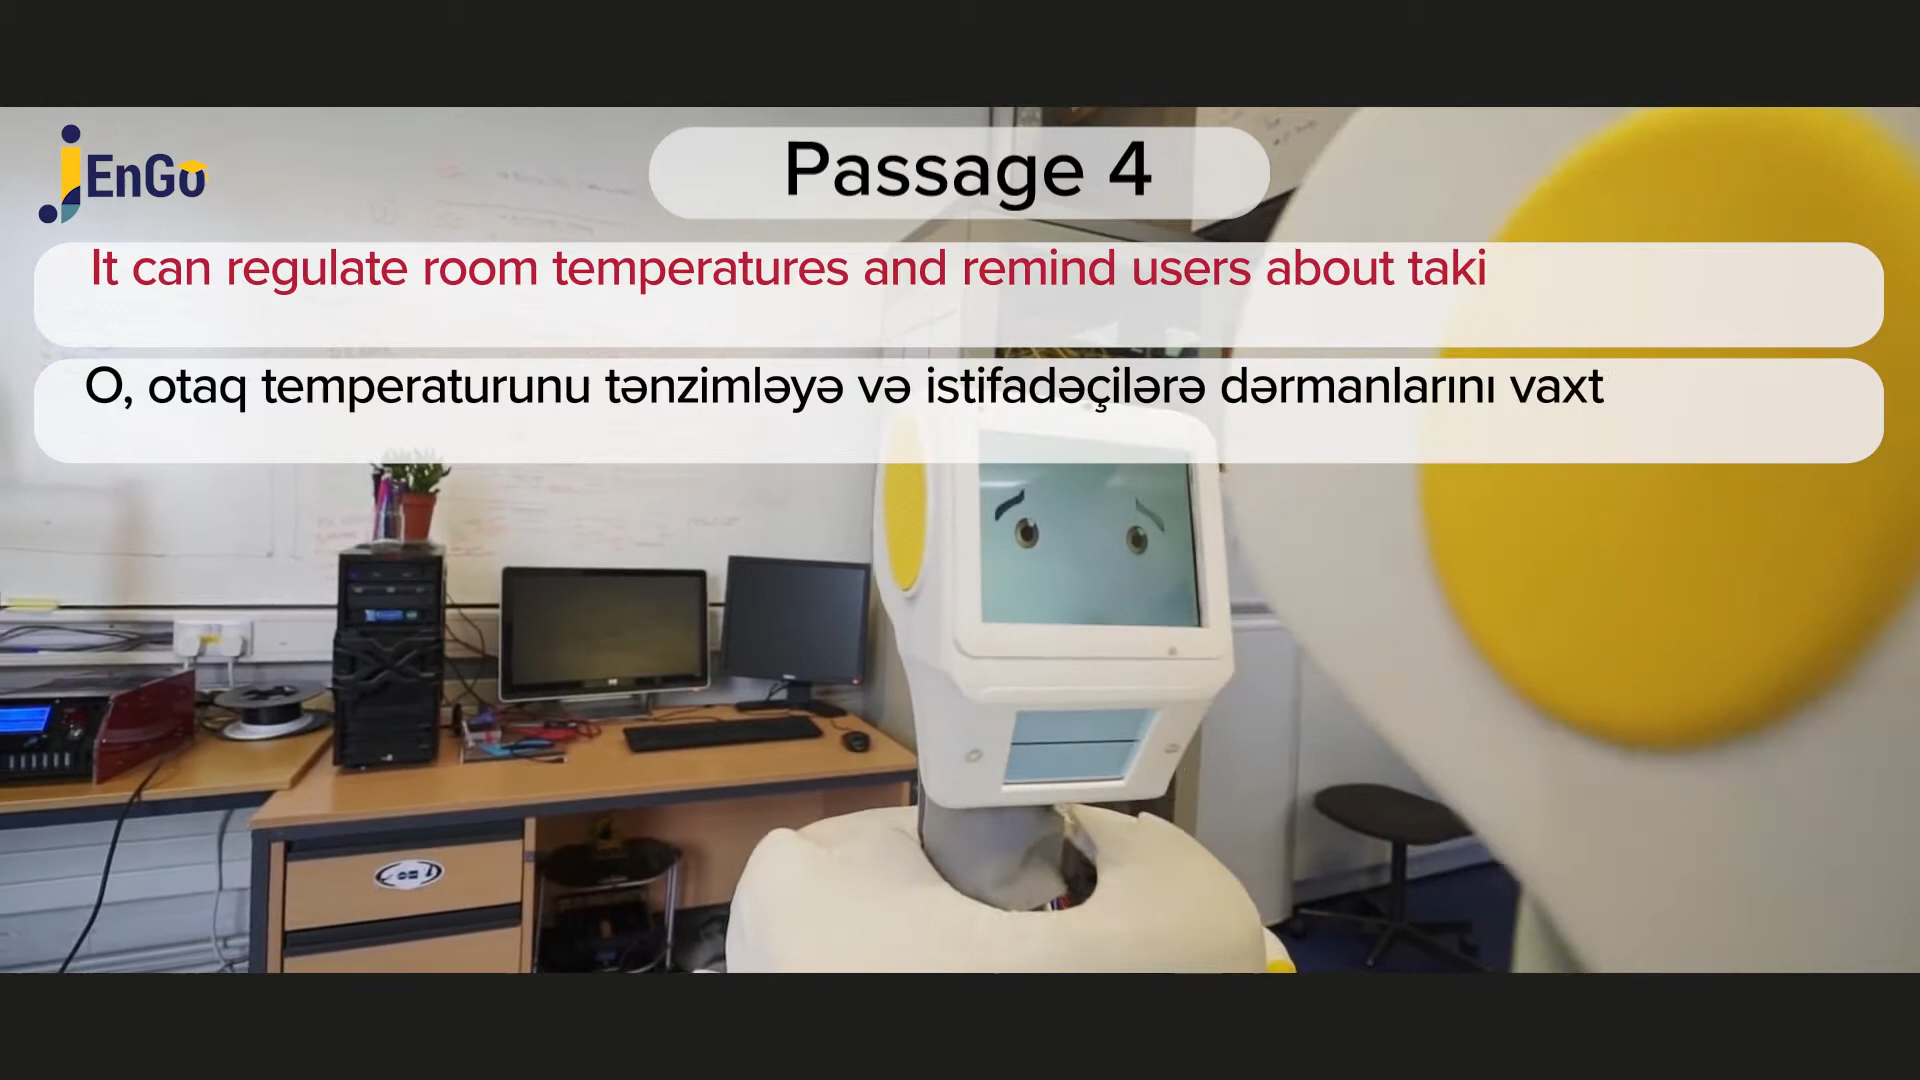 EnGo
Passage 4
It can regulate room temperatures and remind users about taki
O, otaq temperaturunu tənzimləyə və istifadəçilərə dərmanlarını vaxt